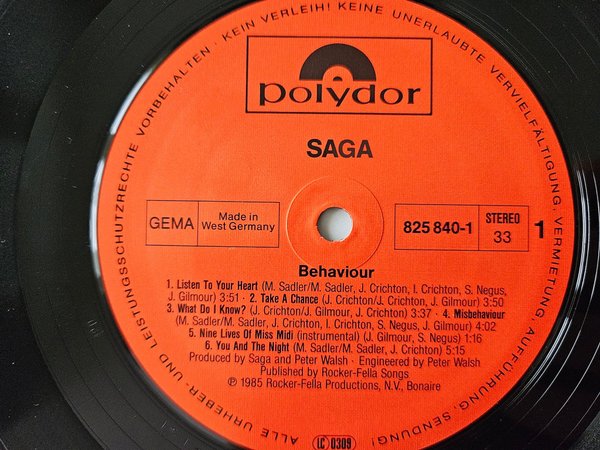 ALLE URHEBER- UND LEISTUNGSSCHUTZRECHTE VORBEHALTEN · KEIN VERLEIH! KEINE UNERLAUBTE VERVIELFÄLTIGUNG, VERMIETUNG, AUFFÜHRUNG, SENDUNG!
polydor
SAGA
GEMA
Made in
West Germany
825 840-1
STEREO
33
1
Behaviour
1. Listen To Your Heart (M. Sadler/M. Sadler, J. Crichton, I. Crichton, S. Negus,
J. Gilmour) 3:51 · 2. Take A Chance (J. Crichton/J. Crichton, J. Gilmour) 3:50
3. What Do I Know? (J. Crichton/J. Gilmour, J. Crichton) 3:37 · 4. Misbehaviour
(M. Sadler/M. Sadler, J. Crichton, I. Crichton, S. Negus, J. Gilmour) 4:02
5. Nine Lives Of Miss Midi (instrumental) (J. Gilmour, S. Negus) 1:16
6. You And The Night (M. Sadler/M. Sadler, J. Crichton) 5:15
Produced by Saga and Peter Walsh · Engineered by Peter Walsh
Published by Rocker-Fella Songs
℗ 1985 Rocker-Fella Productions, N.V., Bonaire
LC 0309